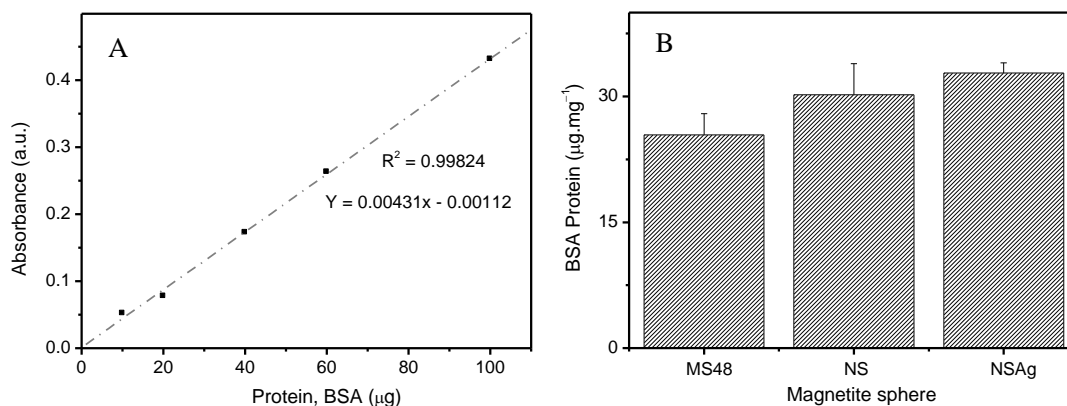 A
Absorbance (a.u.)
0.4
0.3
0.2
0.1
0.0
R² = 0.99824
Y = 0.00431x - 0.00112
0
20
40
60
80
100
Protein, BSA (μg)
B
BSA Protein (μg.mg⁻¹)
30
15
0
MS48
NS
NSAg
Magnetite sphere